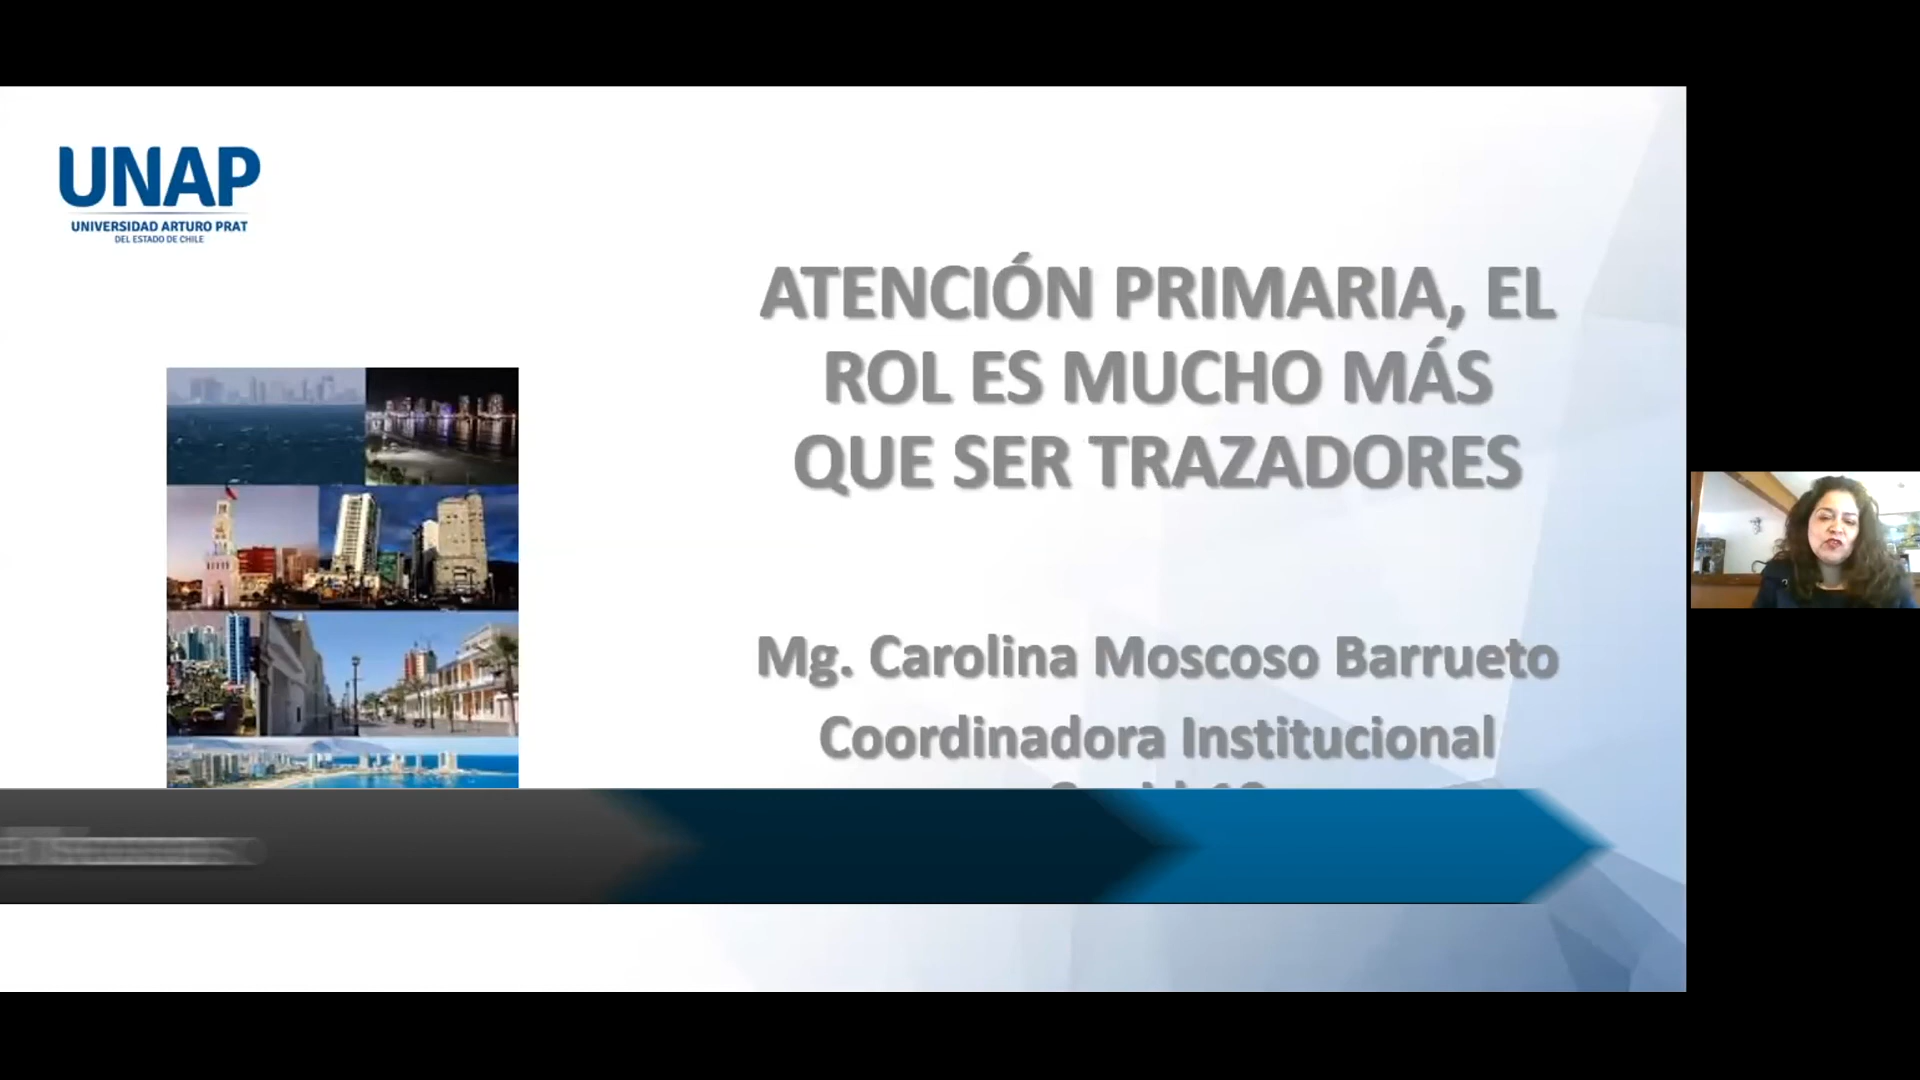 UNAP
UNIVERSIDAD ARTURO PRAT
DEL ESTADO DE CHILE
ATENCIÓN PRIMARIA, EL
ROL ES MUCHO MÁS
QUE SER TRAZADORES
Mg. Carolina Moscoso Barrueto
Coordinadora Institucional